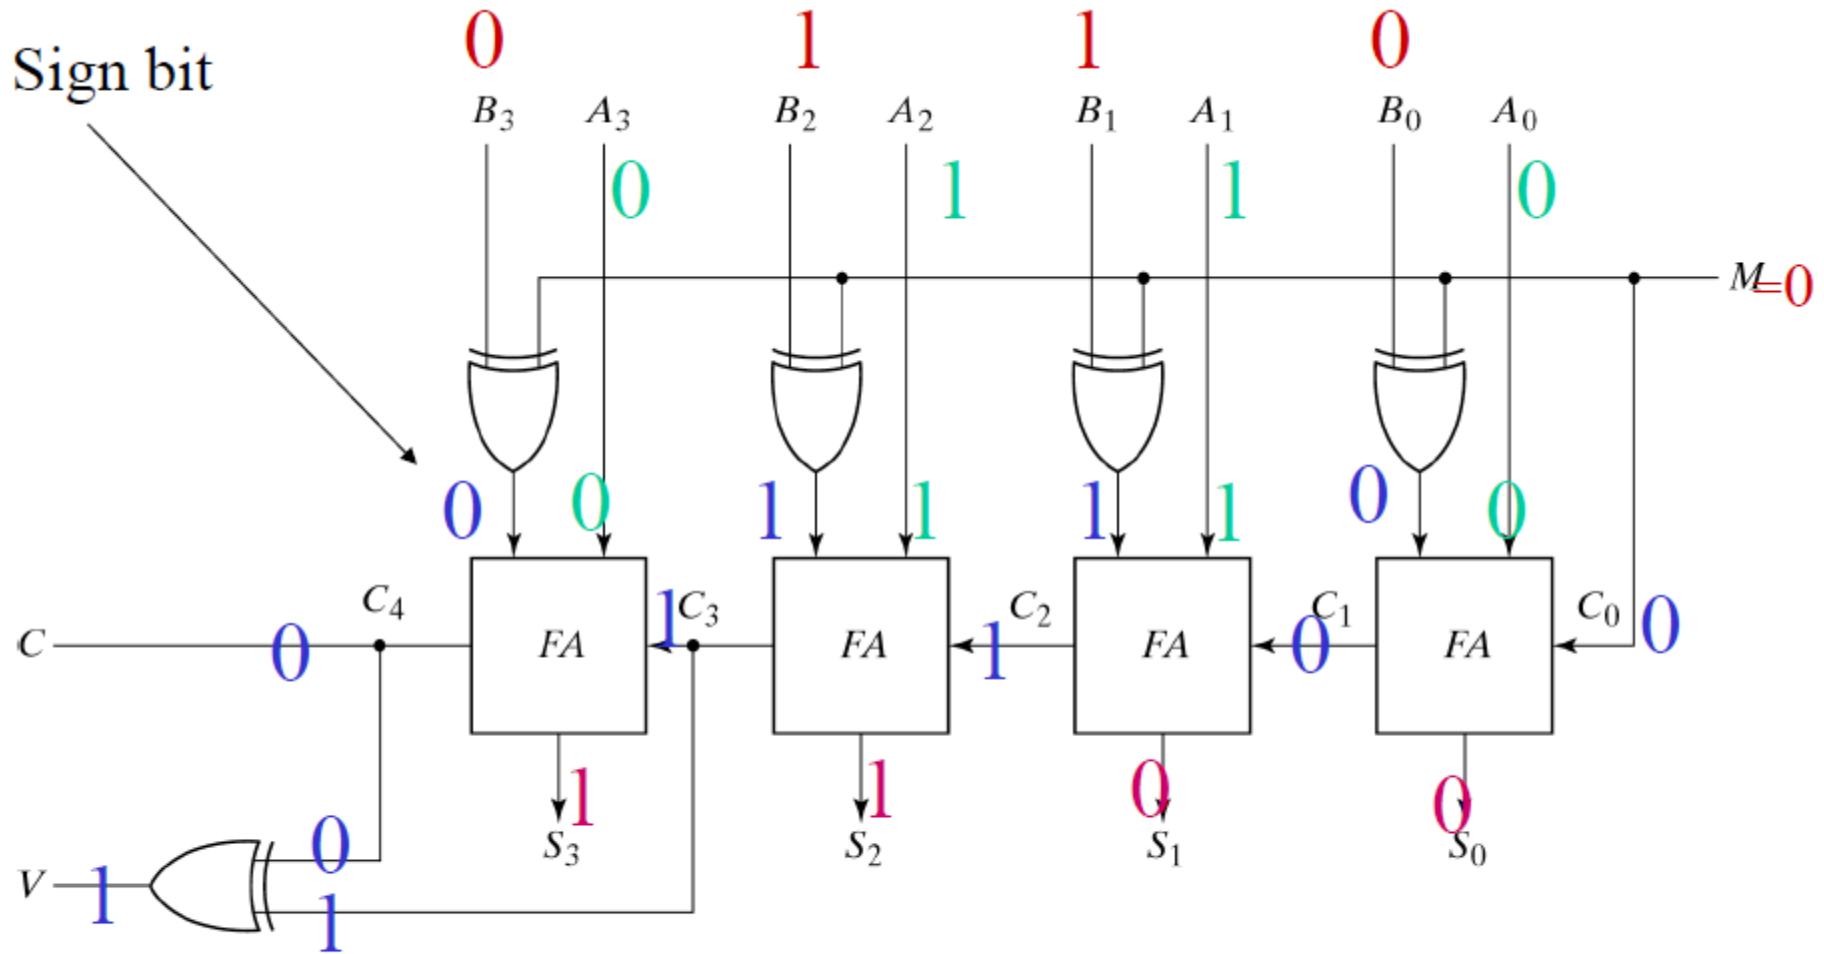 0 1 1 0
Sign bit
B3 A3 B2 A2 B1 A1 B0 A0
0 1 1 0
M=0
0 0 1 1 1 1 0 0
C4 1 C3 C2 C1 C0 0
C 0 FA FA 1 FA 0 FA
1 1 0 0
S3 S2 S1 S0
0
V 1
1